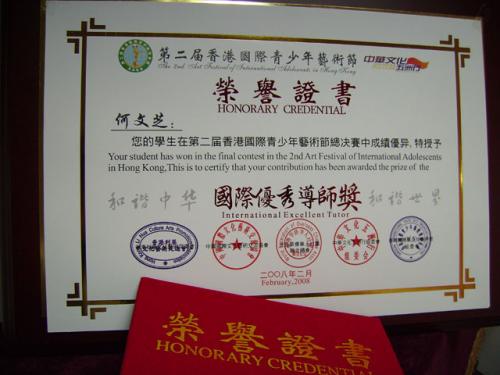 第二届香港國際青少年藝術節
The 2nd Art Festival of International Adolescents in Hong Kong
中華文化
五洲行
榮譽證書
HONORARY CREDENTIAL
何文芝:
您的學生在第二届香港國際青少年藝術節總決賽中成績優异,特授予
Your student has won in the final contest in the 2nd Art Festival of International Adolescents
in Hong Kong,This is to certify that your contribution has been awarded the prize of the
和谐中华 國際優秀導師獎 和谐世界
International Excellent Tutor
二○○八年二月
February,2008
榮譽證書
HONORARY CREDENTIAL